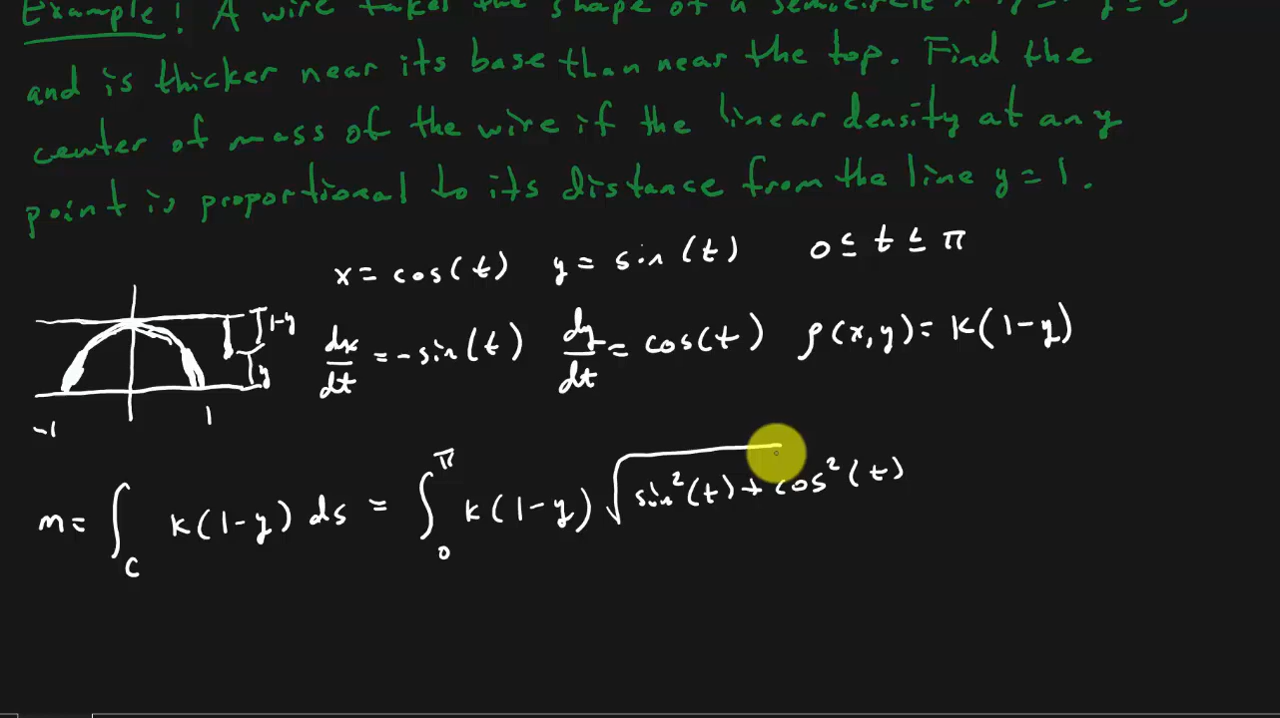 Example! A wire takes the shape of a semicircle
and is thicker near its base than near the top. Find the
center of mass of the wire if the linear density at any
point is proportional to its distance from the line y=1.
x = cos(t) y = sin(t) 0 ≤ t ≤ π
1-y
dx/dt = -sin(t) dy/dt = cos(t) ρ(x,y) = K(1-y)
y
-1 1
m = ∫_C K(1-y) ds = ∫_0^π K(1-y) √(sin²(t) + cos²(t)